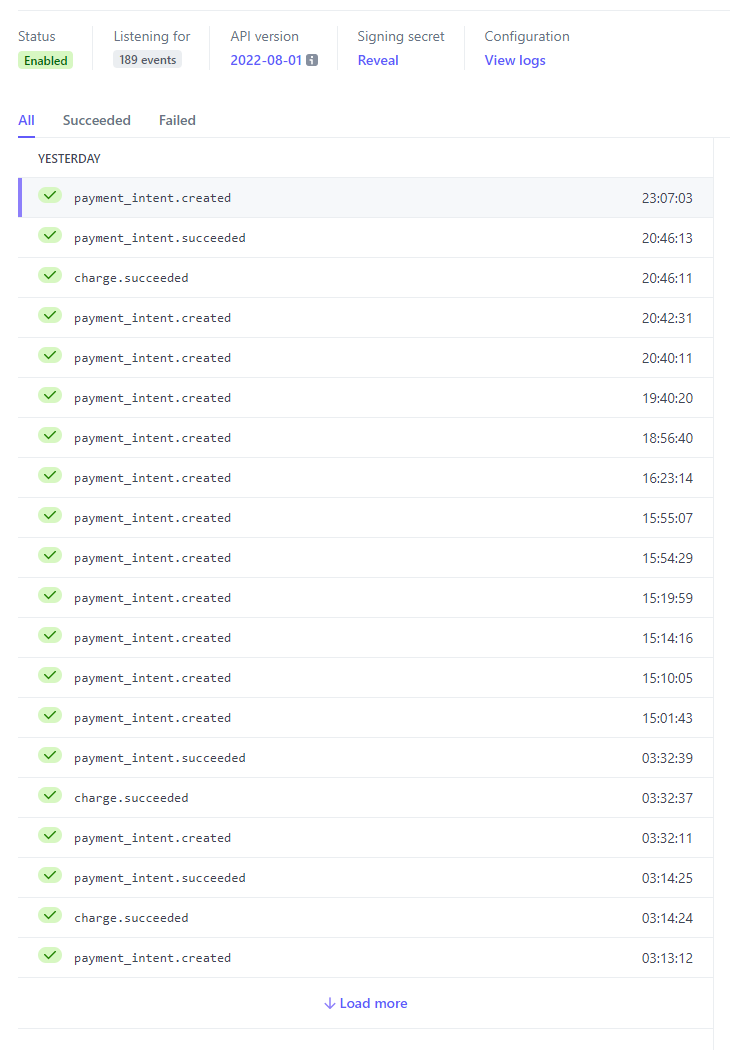 Status Listening for API version Signing secret Configuration
Enabled 189 events 2022-08-01 Reveal View logs
All Succeeded Failed
YESTERDAY
payment_intent.created 23:07:03
payment_intent.succeeded 20:46:13
charge.succeeded 20:46:11
payment_intent.created 20:42:31
payment_intent.created 20:40:11
payment_intent.created 19:40:20
payment_intent.created 18:56:40
payment_intent.created 16:23:14
payment_intent.created 15:55:07
payment_intent.created 15:54:29
payment_intent.created 15:19:59
payment_intent.created 15:14:16
payment_intent.created 15:10:05
payment_intent.created 15:01:43
payment_intent.succeeded 03:32:39
charge.succeeded 03:32:37
payment_intent.created 03:32:11
payment_intent.succeeded 03:14:25
charge.succeeded 03:14:24
payment_intent.created 03:13:12
Load more